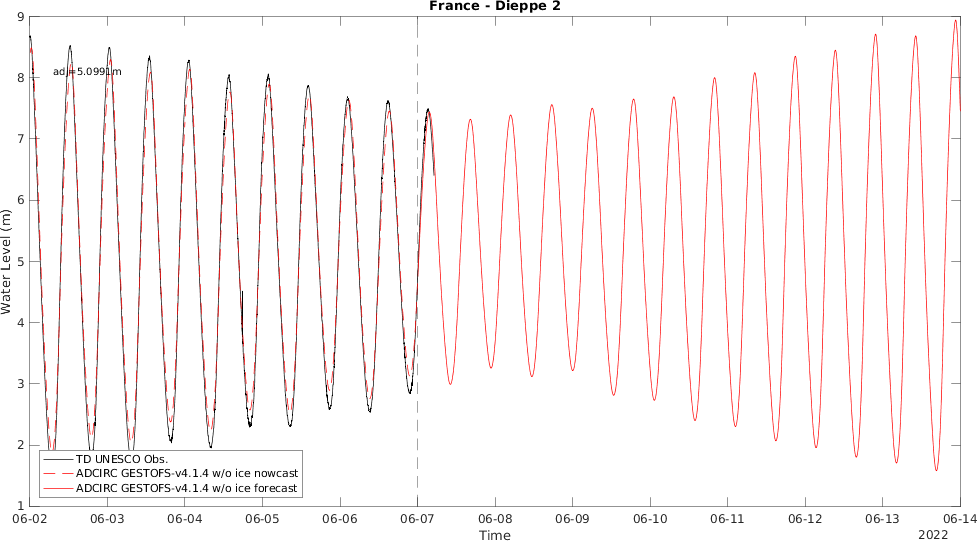 France - Dieppe 2
adj=5.0991m
Water Level (m)
9
8
7
6
5
4
3
2
1
TD UNESCO Obs.
ADCIRC GESTOFS-v4.1.4 w/o ice nowcast
ADCIRC GESTOFS-v4.1.4 w/o ice forecast
06-02 06-03 06-04 06-05 06-06 06-07 06-08 06-09 06-10 06-11 06-12 06-13 06-14
Time
2022